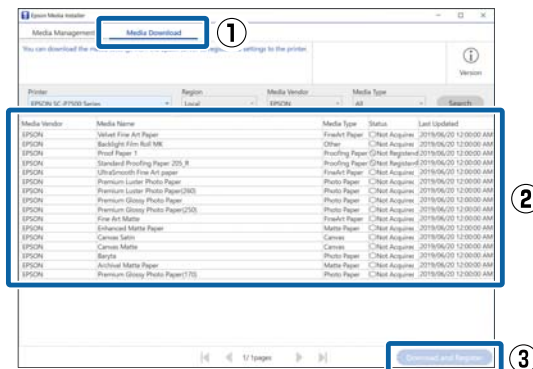 Epson Media Installer
Media Management Media Download ①
You can download the
settings to the printer.
Version
Printer Region Media Vendor Media Type
EPSON SC-P7500 Series Local EPSON All Search
Media Vendor Media Name Media Type Status Last Updated
EPSON Velvet Fine Art Paper FineArt Paper Not Acquired 2019/06/20 12:00:00 AM
EPSON Backlight Film Roll MK Other Not Acquired 2019/06/20 12:00:00 AM
EPSON Proof Paper 1 Proofing Paper Not Registered 2019/06/20 12:00:00 AM
EPSON Standard Proofing Paper 205_R Proofing Paper Not Registered 2019/06/20 12:00:00 AM
EPSON UltraSmooth Fine Art paper FineArt Paper Not Acquired 2019/06/20 12:00:00 AM
EPSON Premium Luster Photo Paper Photo Paper Not Acquired 2019/06/20 12:00:00 AM
EPSON Premium Luster Photo Paper(260) Photo Paper Not Acquired 2019/06/20 12:00:00 AM
EPSON Premium Glossy Photo Paper Photo Paper Not Acquired 2019/06/20 12:00:00 AM
EPSON Premium Glossy Photo Paper(250) Photo Paper Not Acquired 2019/06/20 12:00:00 AM
EPSON Fine Art Matte FineArt Paper Not Acquired 2019/06/20 12:00:00 AM
EPSON Enhanced Matte Paper Matte Paper Not Acquired 2019/06/20 12:00:00 AM
EPSON Canvas Satin Canvas Not Acquired 2019/06/20 12:00:00 AM
EPSON Canvas Matte Canvas Not Acquired 2019/06/20 12:00:00 AM
EPSON Baryta Photo Paper Not Acquired 2019/06/20 12:00:00 AM
EPSON Archival Matte Paper Matte Paper Not Acquired 2019/06/20 12:00:00 AM
EPSON Premium Glossy Photo Paper(170) Photo Paper Not Acquired 2019/06/20 12:00:00 AM
②
1/ 1pages Download and Register ③